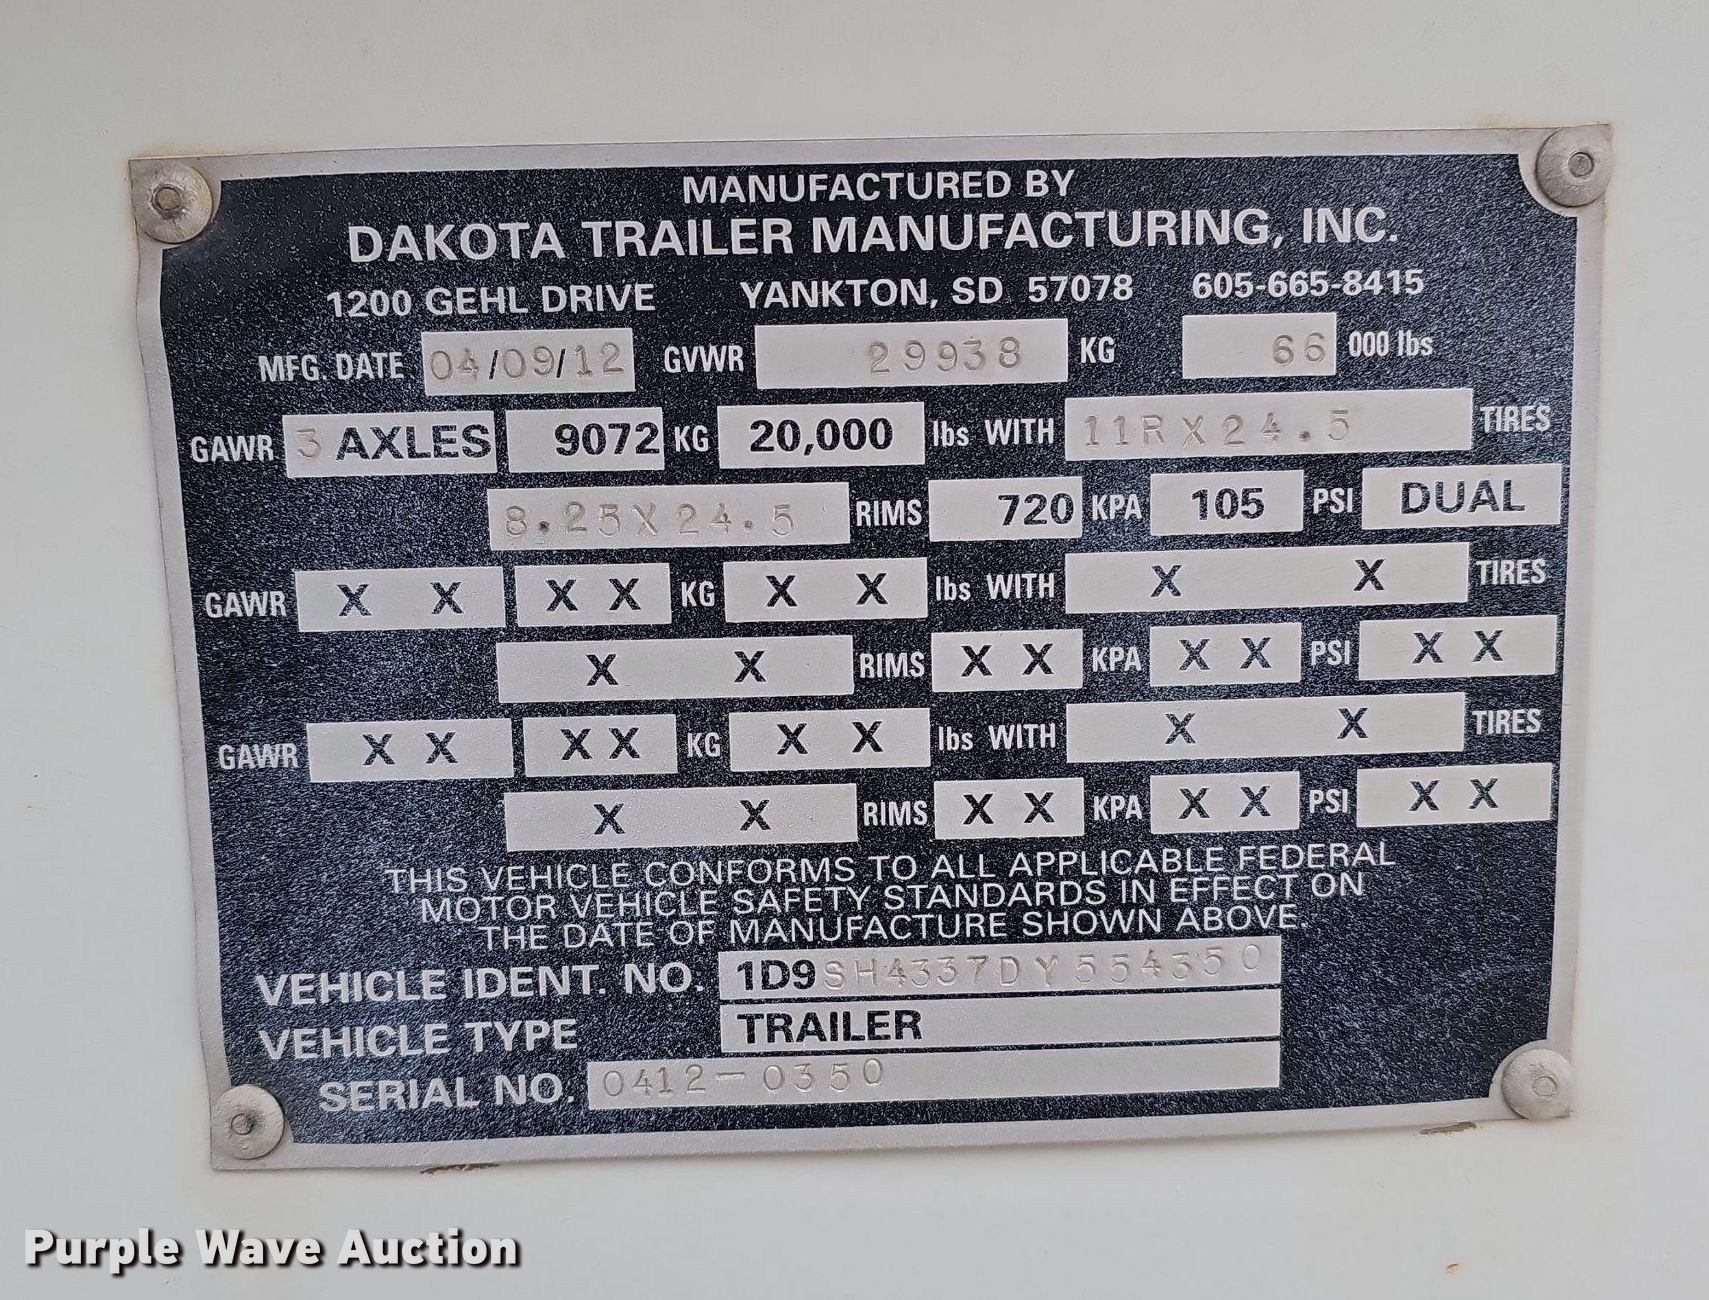 MANUFACTURED BY
DAKOTA TRAILER MANUFACTURING, INC.
1200 GEHL DRIVE YANKTON, SD 57078 605-665-8415
MFG. DATE 04/09/12 GVWR 29938 KG 66 000 lbs
GAWR 3 AXLES 9072 KG 20,000 lbs WITH 11RX24.5 TIRES
8.25X24.5 RIMS 720 KPA 105 PSI DUAL
GAWR X X X X KG X X lbs WITH X X TIRES
X X RIMS X X KPA X X PSI X X
GAWR X X X X KG X X lbs WITH X X TIRES
X X RIMS X X KPA X X PSI X X
THIS VEHICLE CONFORMS TO ALL APPLICABLE FEDERAL
MOTOR VEHICLE SAFETY STANDARDS IN EFFECT ON
THE DATE OF MANUFACTURE SHOWN ABOVE.
VEHICLE IDENT. NO. 1D9SH4337DY554350
VEHICLE TYPE TRAILER
SERIAL NO. 0412-0350
Purple Wave Auction